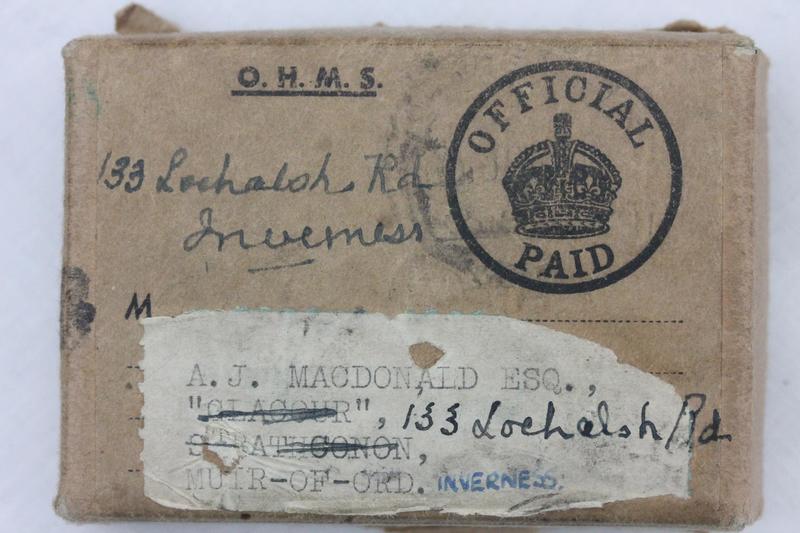 O. H. M. S.
OFFICIAL
PAID
133 Lochalsh Rd
Inverness
M
A.J. MACDONALD ESQ.,
"GLACOUR", 133 Lochalsh Rd
STRATHCONON,
MUIR-OF-ORD. INVERNESS.